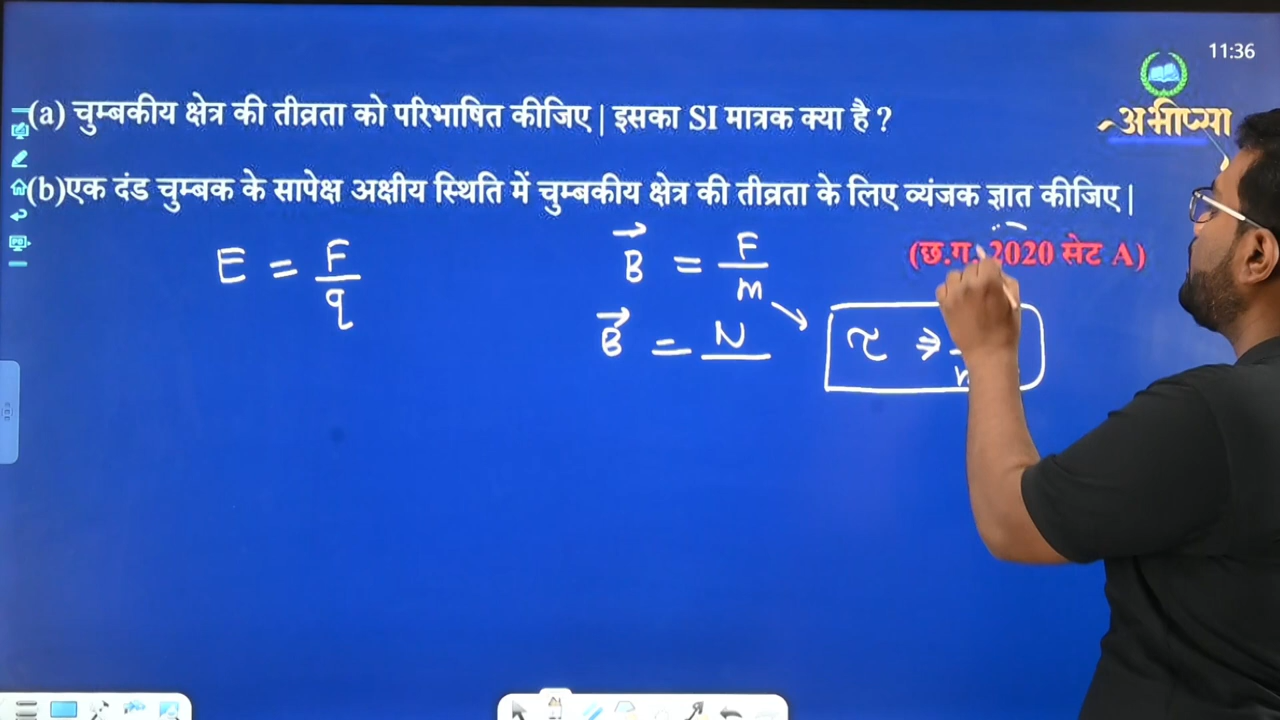 11:36
अभीप्सा
(a) चुम्बकीय क्षेत्र की तीव्रता को परिभाषित कीजिए | इसका SI मात्रक क्या है ?
(b)एक दंड चुम्बक के सापेक्ष अक्षीय स्थिति में चुम्बकीय क्षेत्र की तीव्रता के लिए व्यंजक ज्ञात कीजिए |
(छ.ग. 2020 सेट A)
E = F/q
B = F/m
B = N
τ ⇒